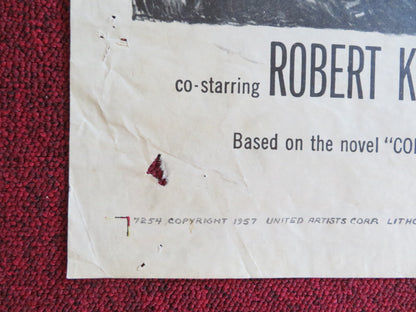 co-starring ROBERT K
Based on the novel "CO
7254 COPYRIGHT 1957 UNITED ARTISTS CORP. LITHO